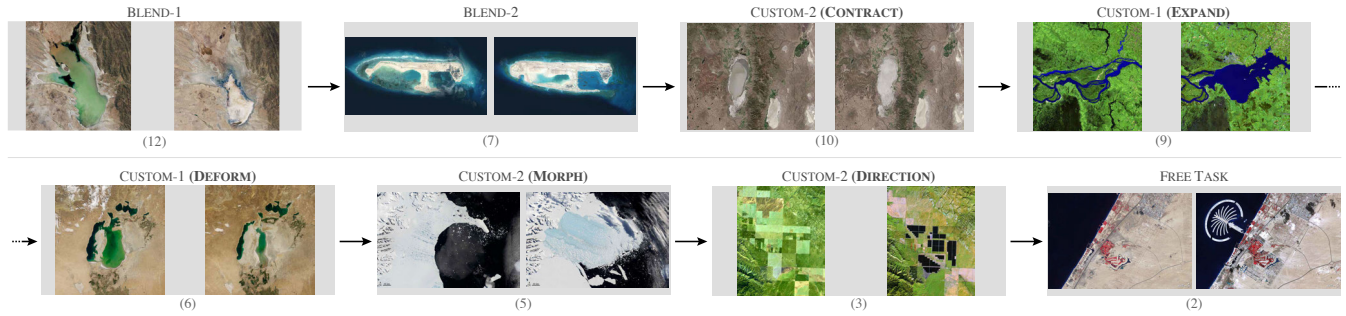 BLEND-1
BLEND-2
CUSTOM-2 (CONTRACT)
CUSTOM-1 (EXPAND)
(12)
(7)
(10)
(9)
CUSTOM-1 (DEFORM)
CUSTOM-2 (MORPH)
CUSTOM-2 (DIRECTION)
FREE TASK
(6)
(5)
(3)
(2)